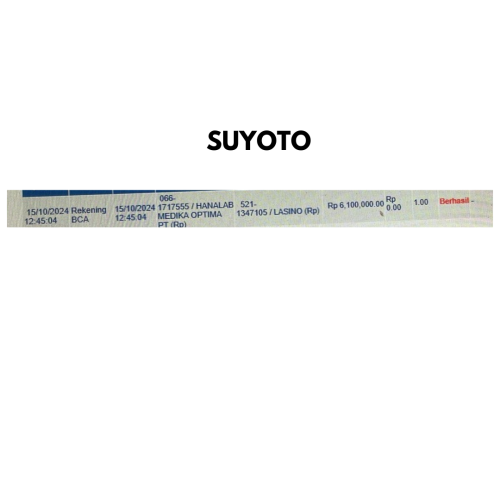 SUYOTO
066-
15/10/2024 Rekening 15/10/2024 1717555 / HANALAB 521- Rp 6,100,000.00 Rp 1.00 Berhasil -
12:45:04 BCA 12:45:04 MEDIKA OPTIMA 1347105 / LASINO (Rp) 0.00
PT (Rp)